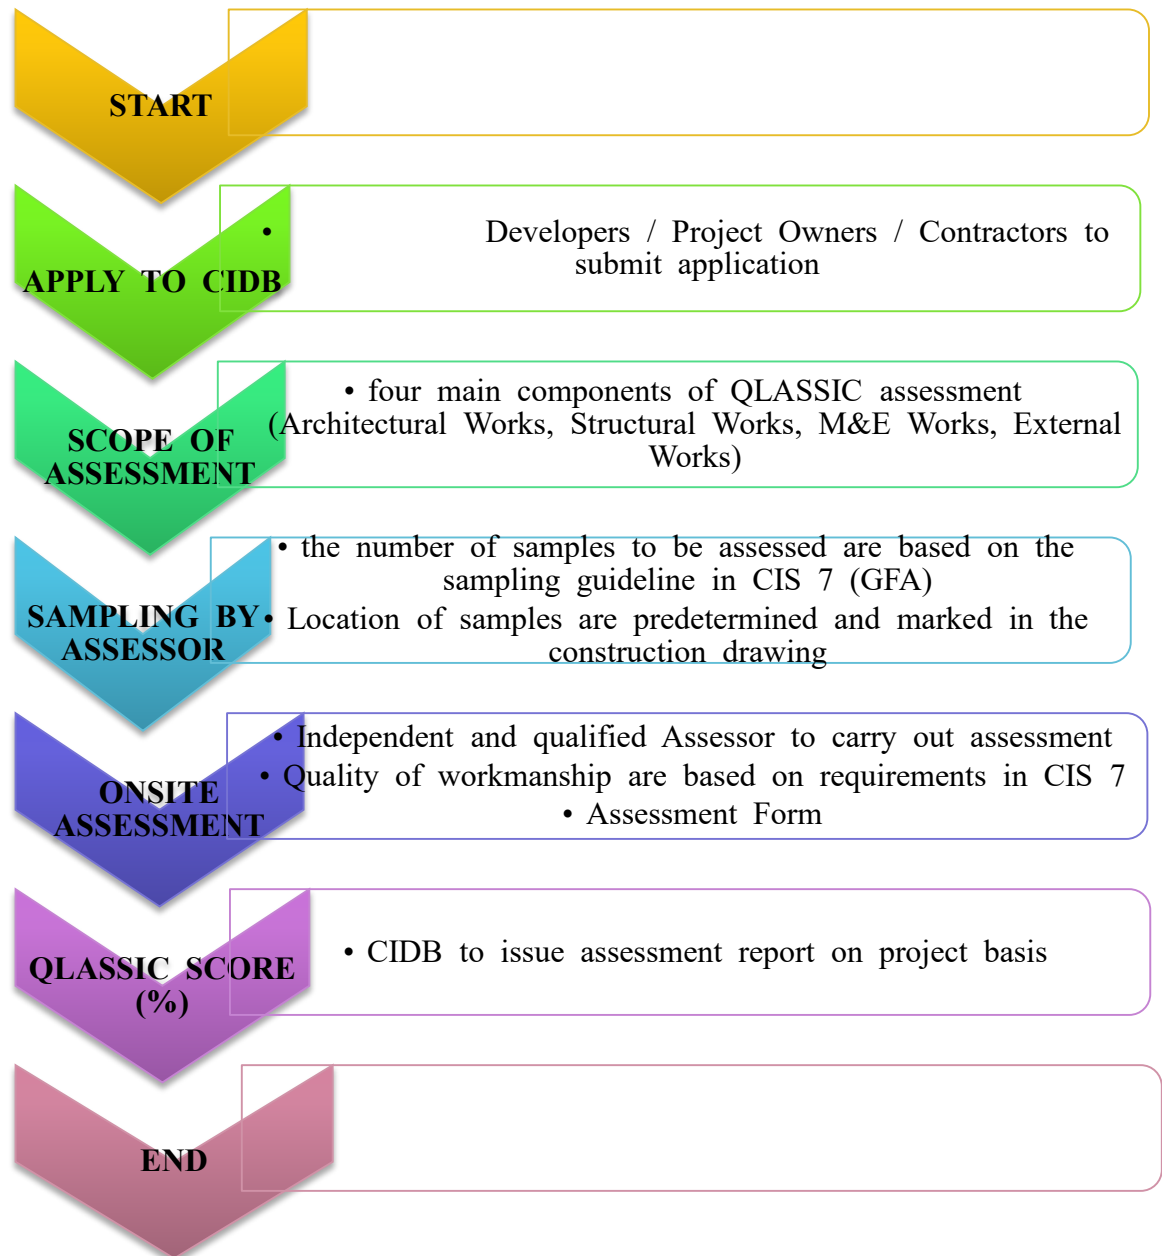 START
APPLY TO CIDB
• Developers / Project Owners / Contractors to
submit application
SCOPE OF
ASSESSMENT
• four main components of QLASSIC assessment
(Architectural Works, Structural Works, M&E Works, External
Works)
SAMPLING BY
ASSESSOR
• the number of samples to be assessed are based on the
sampling guideline in CIS 7 (GFA)
• Location of samples are predetermined and marked in the
construction drawing
ONSITE
ASSESSMENT
• Independent and qualified Assessor to carry out assessment
• Quality of workmanship are based on requirements in CIS 7
• Assessment Form
QLASSIC SCORE
(%)
• CIDB to issue assessment report on project basis
END